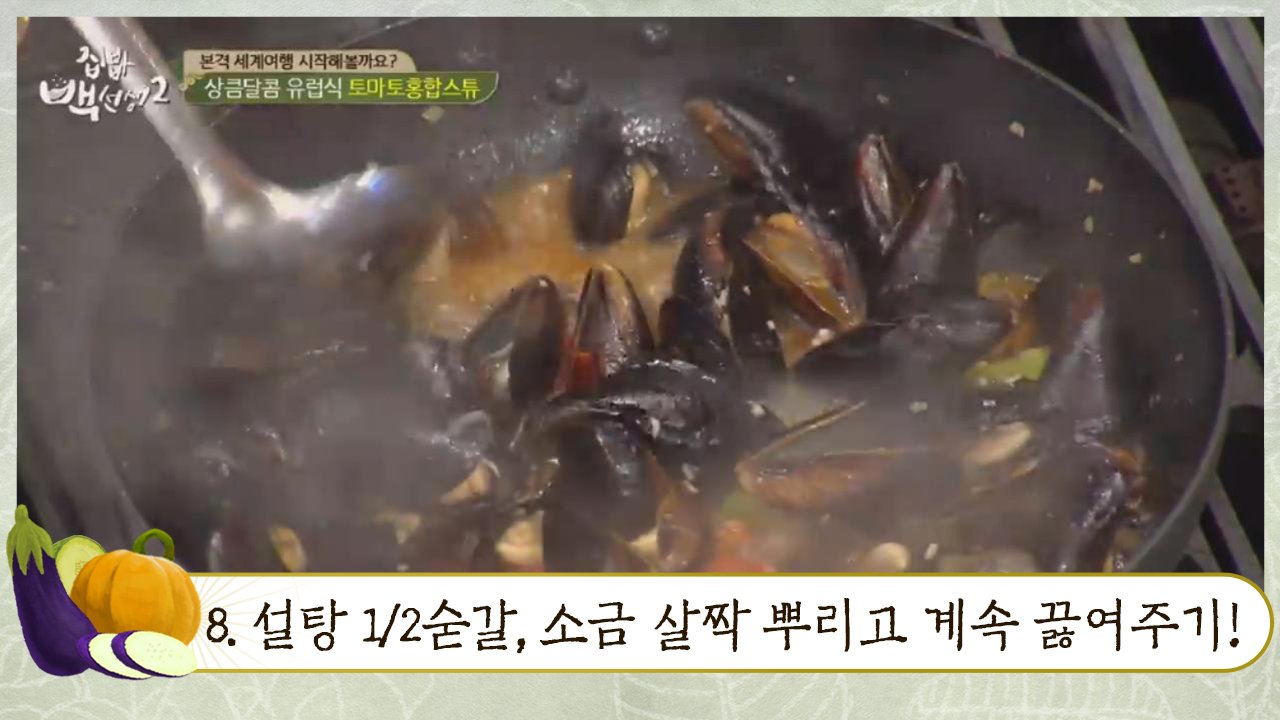 집밥
백선생2
본격 세계여행 시작해볼까요?
상큼달콤 유럽식 토마토홍합스튜
8. 설탕 1/2숟갈, 소금 살짝 뿌리고 계속 끓여주기!